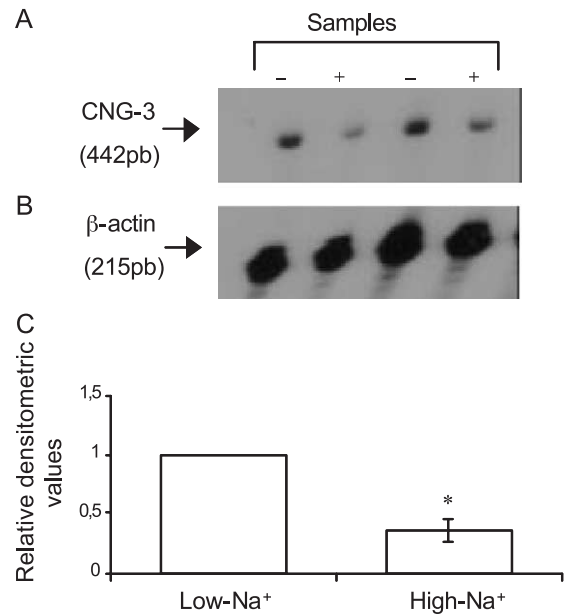 A
Samples
– + – +
CNG-3
(442pb)
B
β-actin
(215pb)
C
Relative densitometric
values
1,5
1
0,5
0
*
Low-Na⁺
High-Na⁺